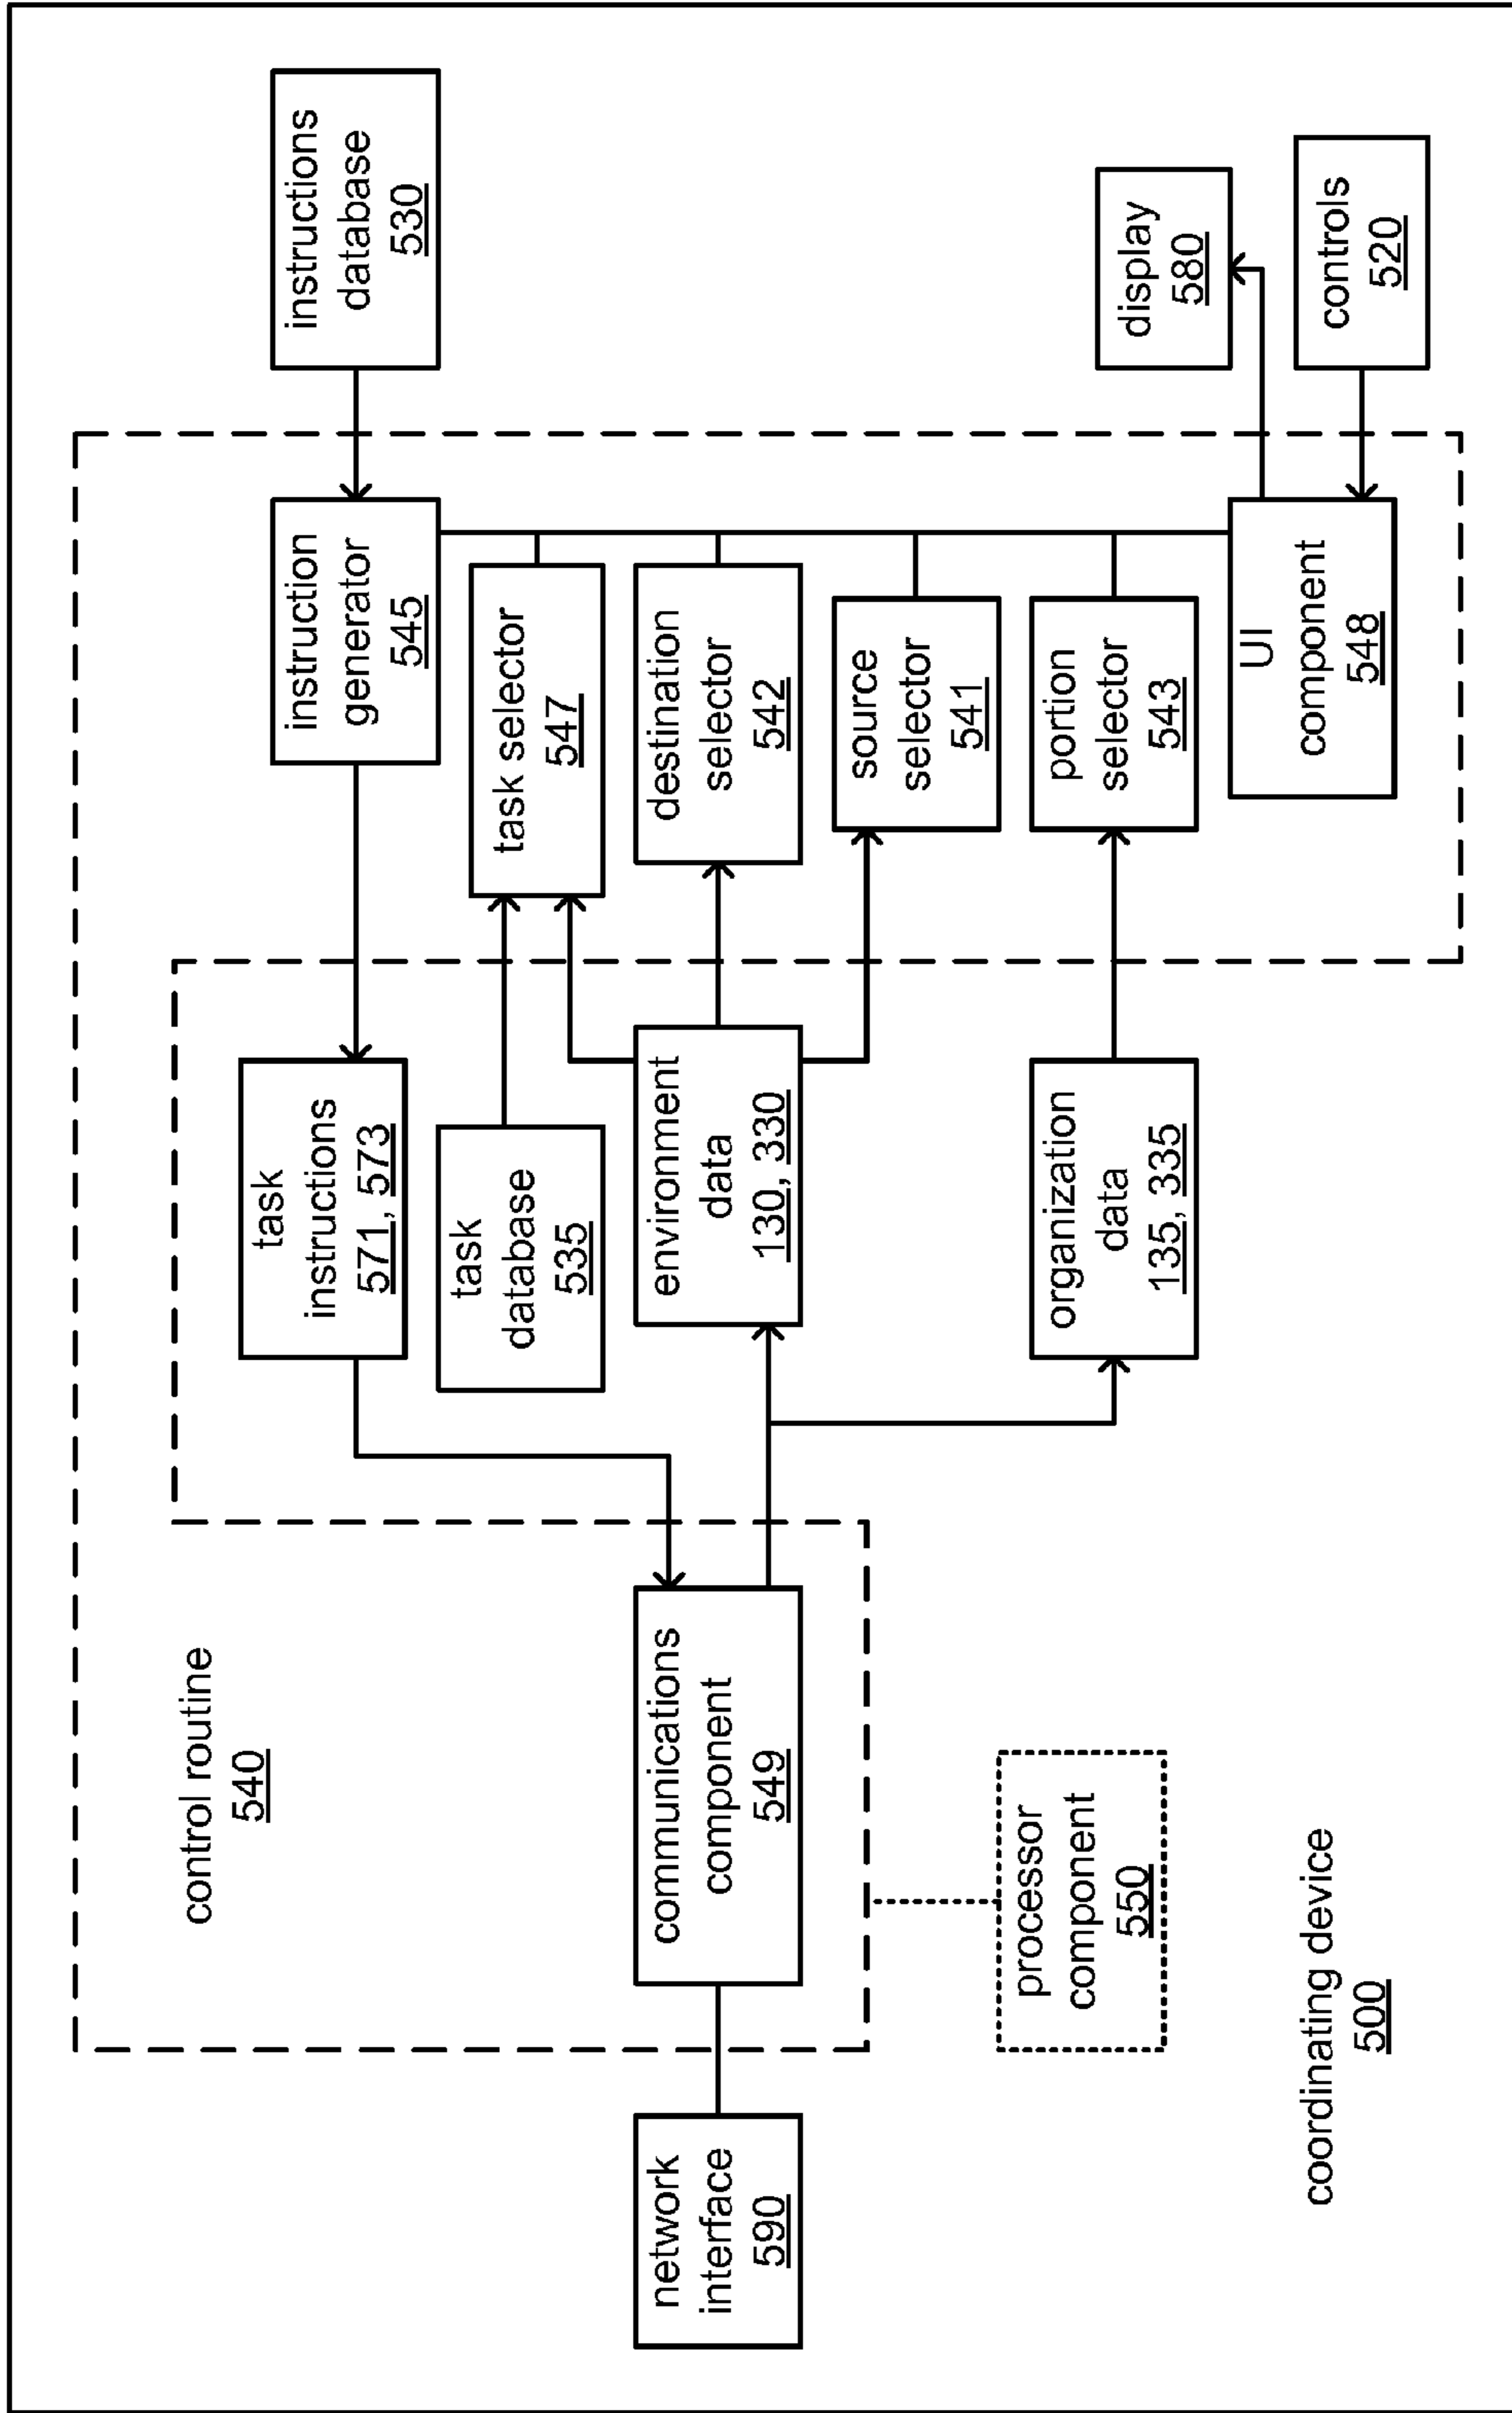 control routine
540
instruction
generator
545
instructions
database
530
task
instructions
571, 573
task selector
547
task
database
535
network
interface
590
communications
component
549
environment
data
130, 330
destination
selector
542
source
selector
541
processor
component
550
organization
data
135, 335
portion
selector
543
display
580
coordinating device
500
UI
component
548
controls
520